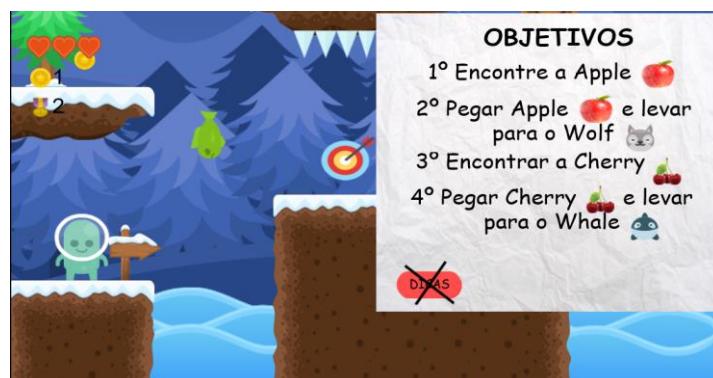 1
2
OBJETIVOS
1º Encontre a Apple
2º Pegar Apple e levar
para o Wolf
3º Encontrar a Cherry
4º Pegar Cherry e levar
para o Whale
DICAS